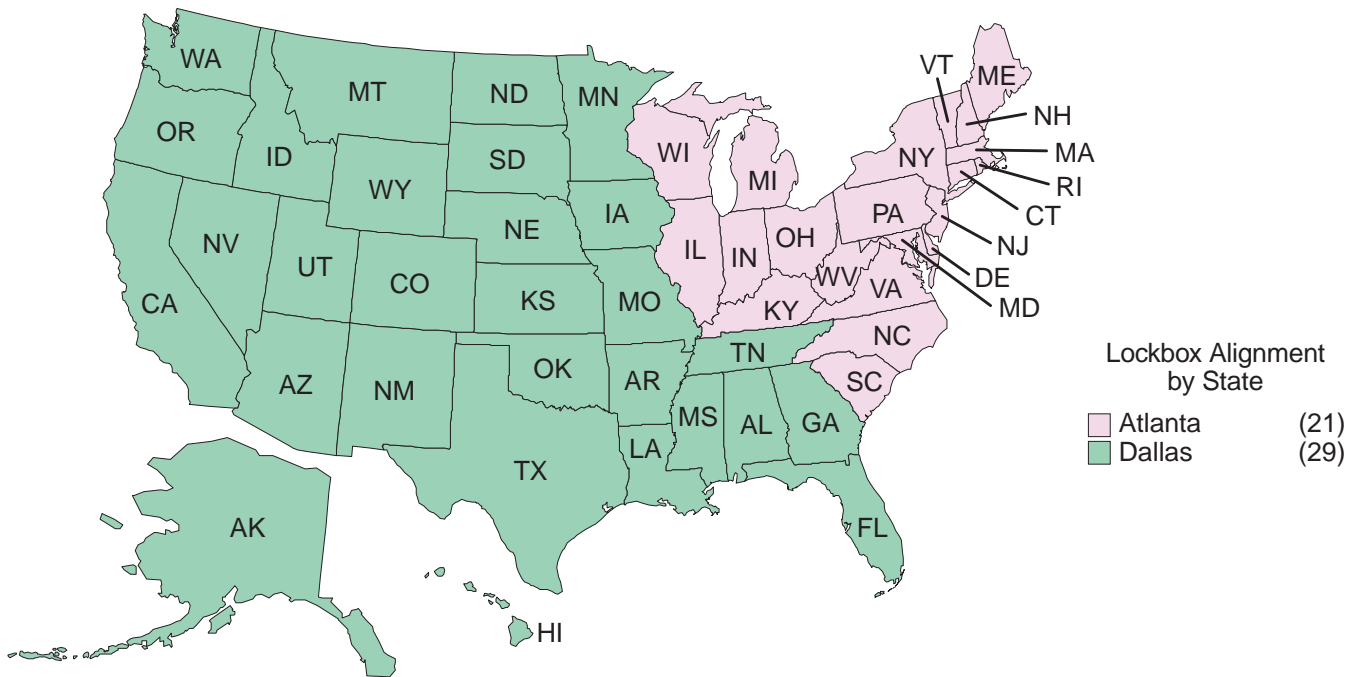 WA
MT
ND
MN
VT
ME
OR
ID
SD
WI
MI
NY
NH
MA
RI
CT
WY
IA
NE
PA
NJ
NV
UT
CO
IL
IN
OH
DE
MD
CA
KS
MO
WV
VA
KY
NC
TN
AZ
NM
OK
AR
SC
MS
AL
GA
LA
TX
FL
AK
HI
Lockbox Alignment
by State
Atlanta (21)
Dallas (29)